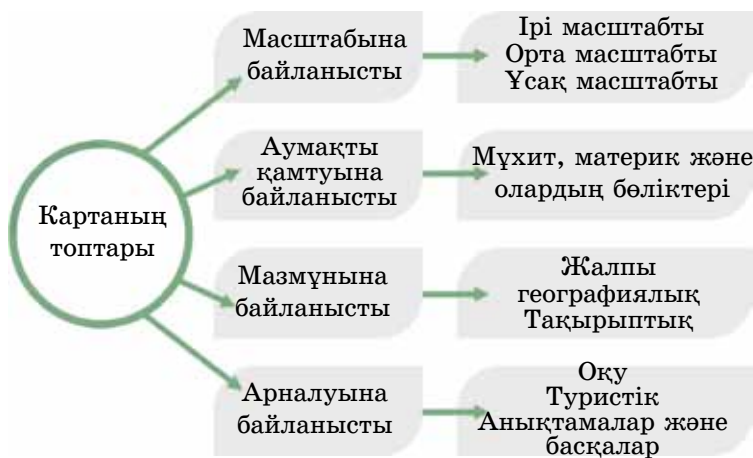 Картаның
топтары
Масштабына
байланысты
Ірі масштабты
Орта масштабты
Ұсақ масштабты
Аумақты
қамтуына
байланысты
Мұхит, материк және
олардың бөліктері
Мазмұнына
байланысты
Жалпы
географиялық
Тақырыптық
Арналуына
байланысты
Оқу
Туристік
Анықтамалар және
басқалар